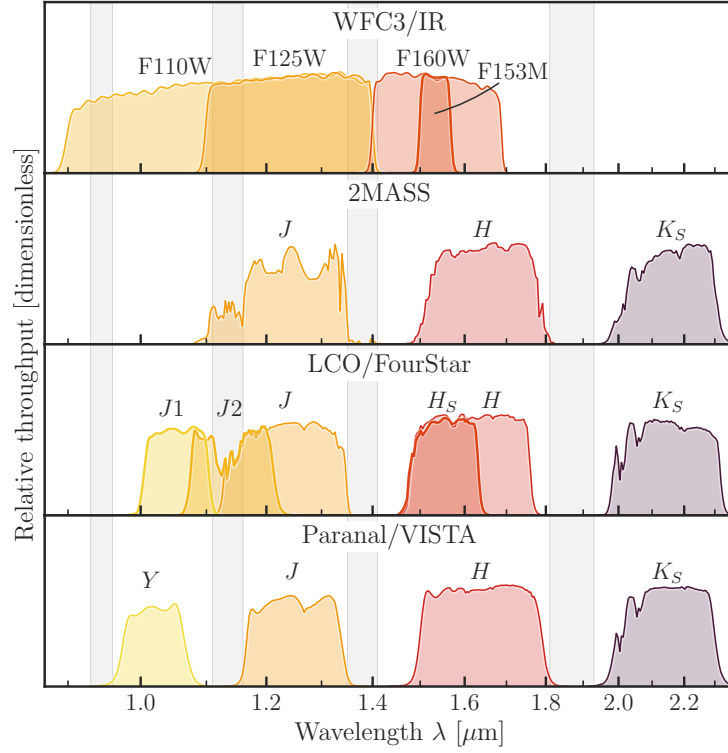 WFC3/IR
F110W F125W F160W F153M
2MASS
J H K_S
LCO/FourStar
J1 J2 J H_S H K_S
Paranal/VISTA
Y J H K_S
1.0 1.2 1.4 1.6 1.8 2.0 2.2
Wavelength λ [μm]
Relative throughput [dimensionless]